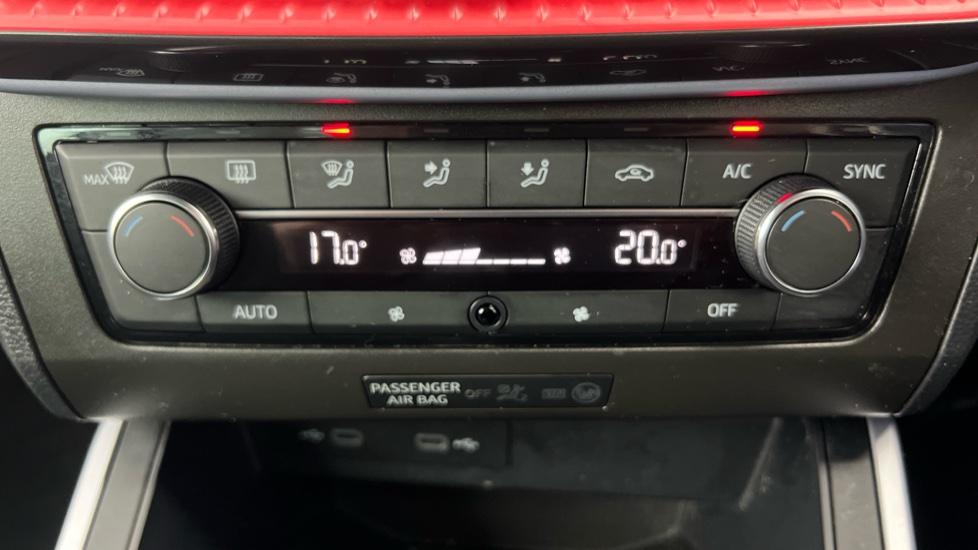 MAX A/C SYNC
17.0° 20.0°
AUTO OFF
PASSENGER OFF
AIR BAG